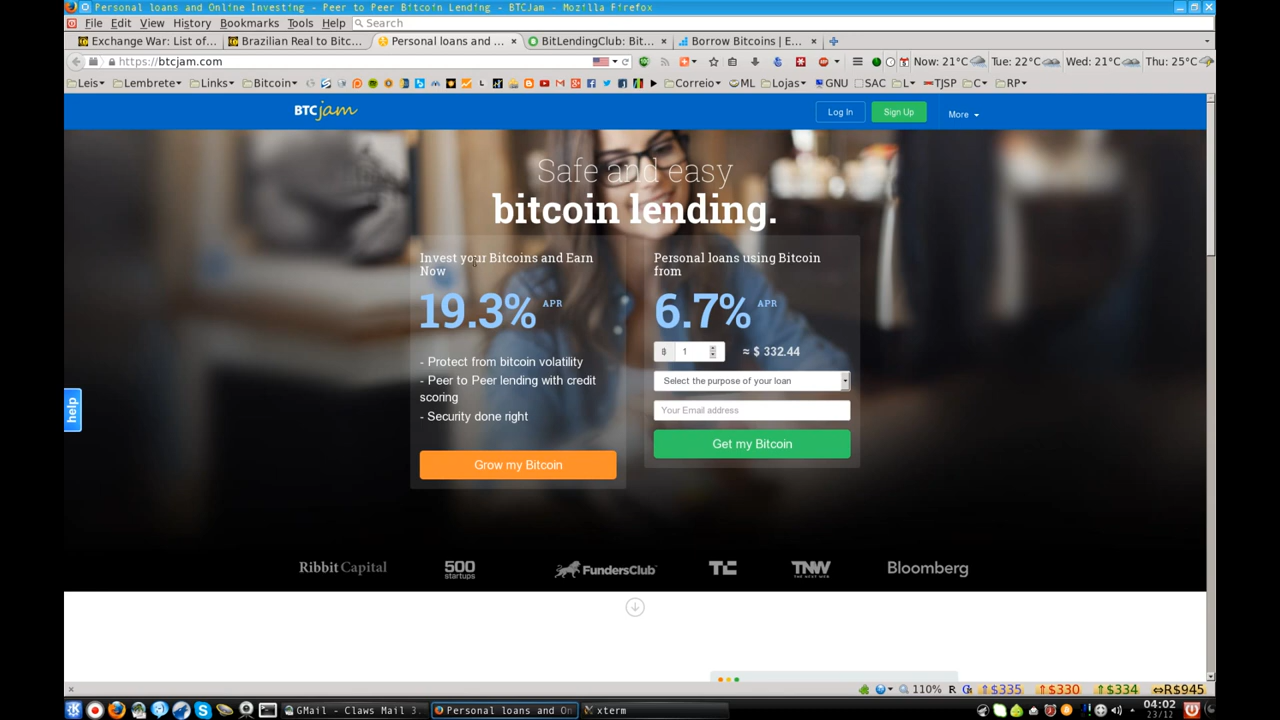 Personal loans and Online Investing - Peer to Peer Bitcoin Lending - BTCJam - Mozilla Firefox
File Edit View History Bookmarks Tools Help Search
Exchange War: List of... Brazilian Real to Bitc... Personal loans and ... BitLendingClub: Bit... Borrow Bitcoins | E...
https://btcjam.com Now: 21°C Tue: 22°C Wed: 21°C Thu: 25°C
Leis Lembrete Links Bitcoin Correio ML Lojas GNU SAC L TJSP C RP
BTCjam Log In Sign Up More
Safe and easy
bitcoin lending.
Invest your Bitcoins and Earn
Now
19.3% APR
- Protect from bitcoin volatility
- Peer to Peer lending with credit
scoring
- Security done right
Grow my Bitcoin
Personal loans using Bitcoin
from
6.7% APR
฿ 1 ≈ $ 332.44
Select the purpose of your loan
Your Email address
Get my Bitcoin
help
Ribbit Capital 500 startups FundersClub TC TNW THE NEXT WEB Bloomberg
110% R ⇑$335 ⇑$330 ⇑$334 ⇔R$945
GMail - Claws Mail 3. Personal loans and On xterm 04:02
23/12